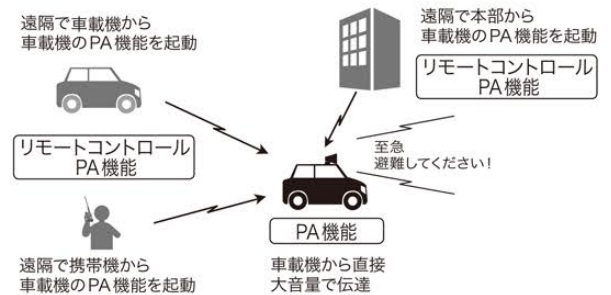 遠隔で車載機から
車載機のPA機能を起動
リモートコントロール
PA機能
遠隔で携帯機から
車載機のPA機能を起動
遠隔で本部から
車載機のPA機能を起動
リモートコントロール
PA機能
至急
避難してください!
PA機能
車載機から直接
大音量で伝達